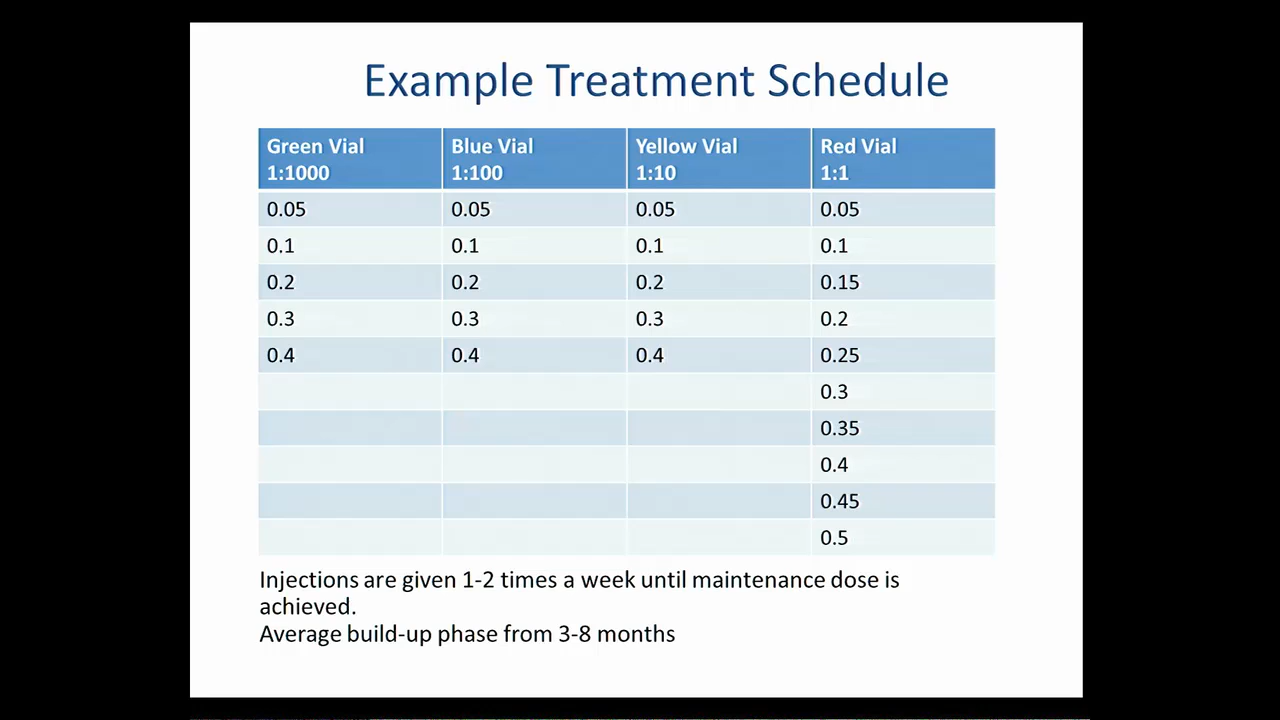 Example Treatment Schedule
Green Vial Blue Vial Yellow Vial Red Vial
1:1000 1:100 1:10 1:1
0.05 0.05 0.05 0.05
0.1 0.1 0.1 0.1
0.2 0.2 0.2 0.15
0.3 0.3 0.3 0.2
0.4 0.4 0.4 0.25
0.3
0.35
0.4
0.45
0.5
Injections are given 1-2 times a week until maintenance dose is
achieved.
Average build-up phase from 3-8 months